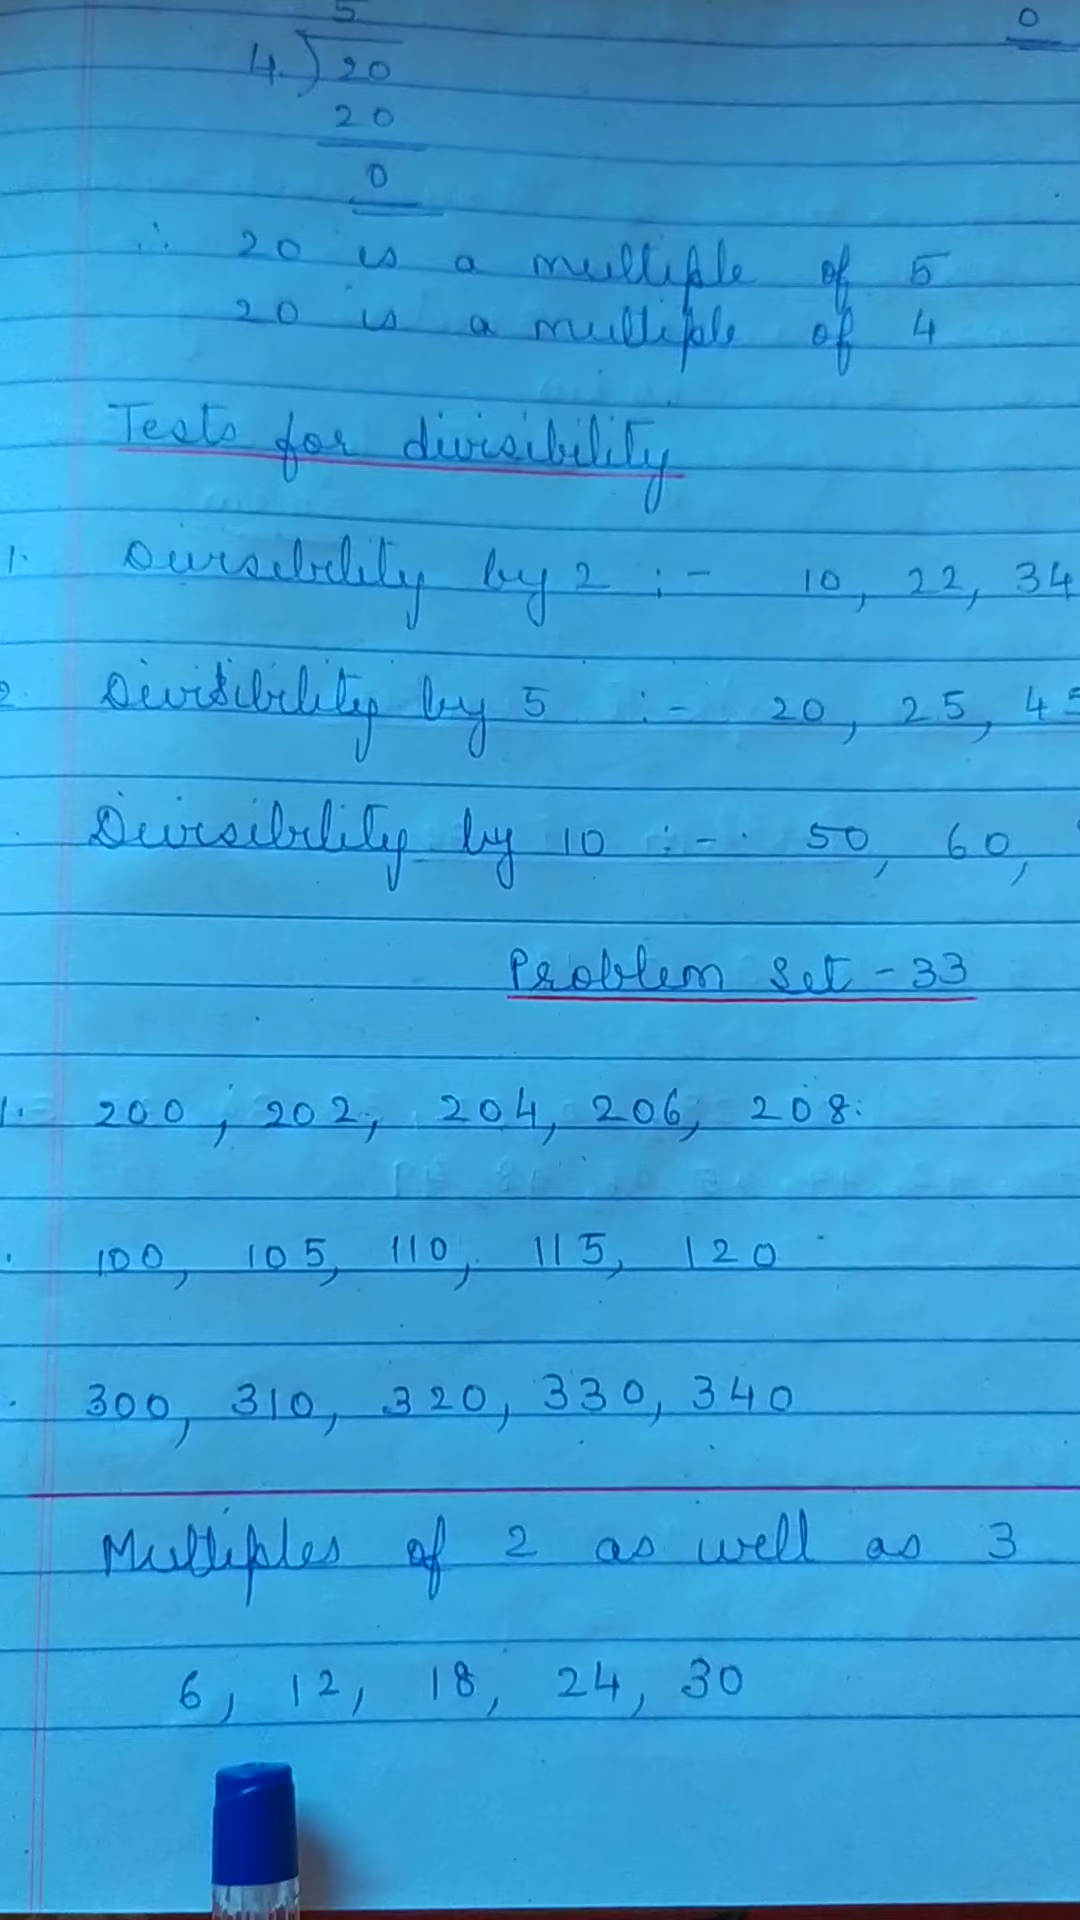 0
5
4 ) 20
20
0
∴ 20 is a multiple of 5
20 is a multiple of 4
Tests for divisibility
1. Divisibility by 2 :- 10, 22, 34
2. Divisibility by 5 :- 20, 25, 45
Divisibility by 10 :- 50, 60,
Problem Set - 33
1. 200, 202, 204, 206, 208.
100, 105, 110, 115, 120
300, 310, 320, 330, 340
Multiples of 2 as well as 3
6, 12, 18, 24, 30